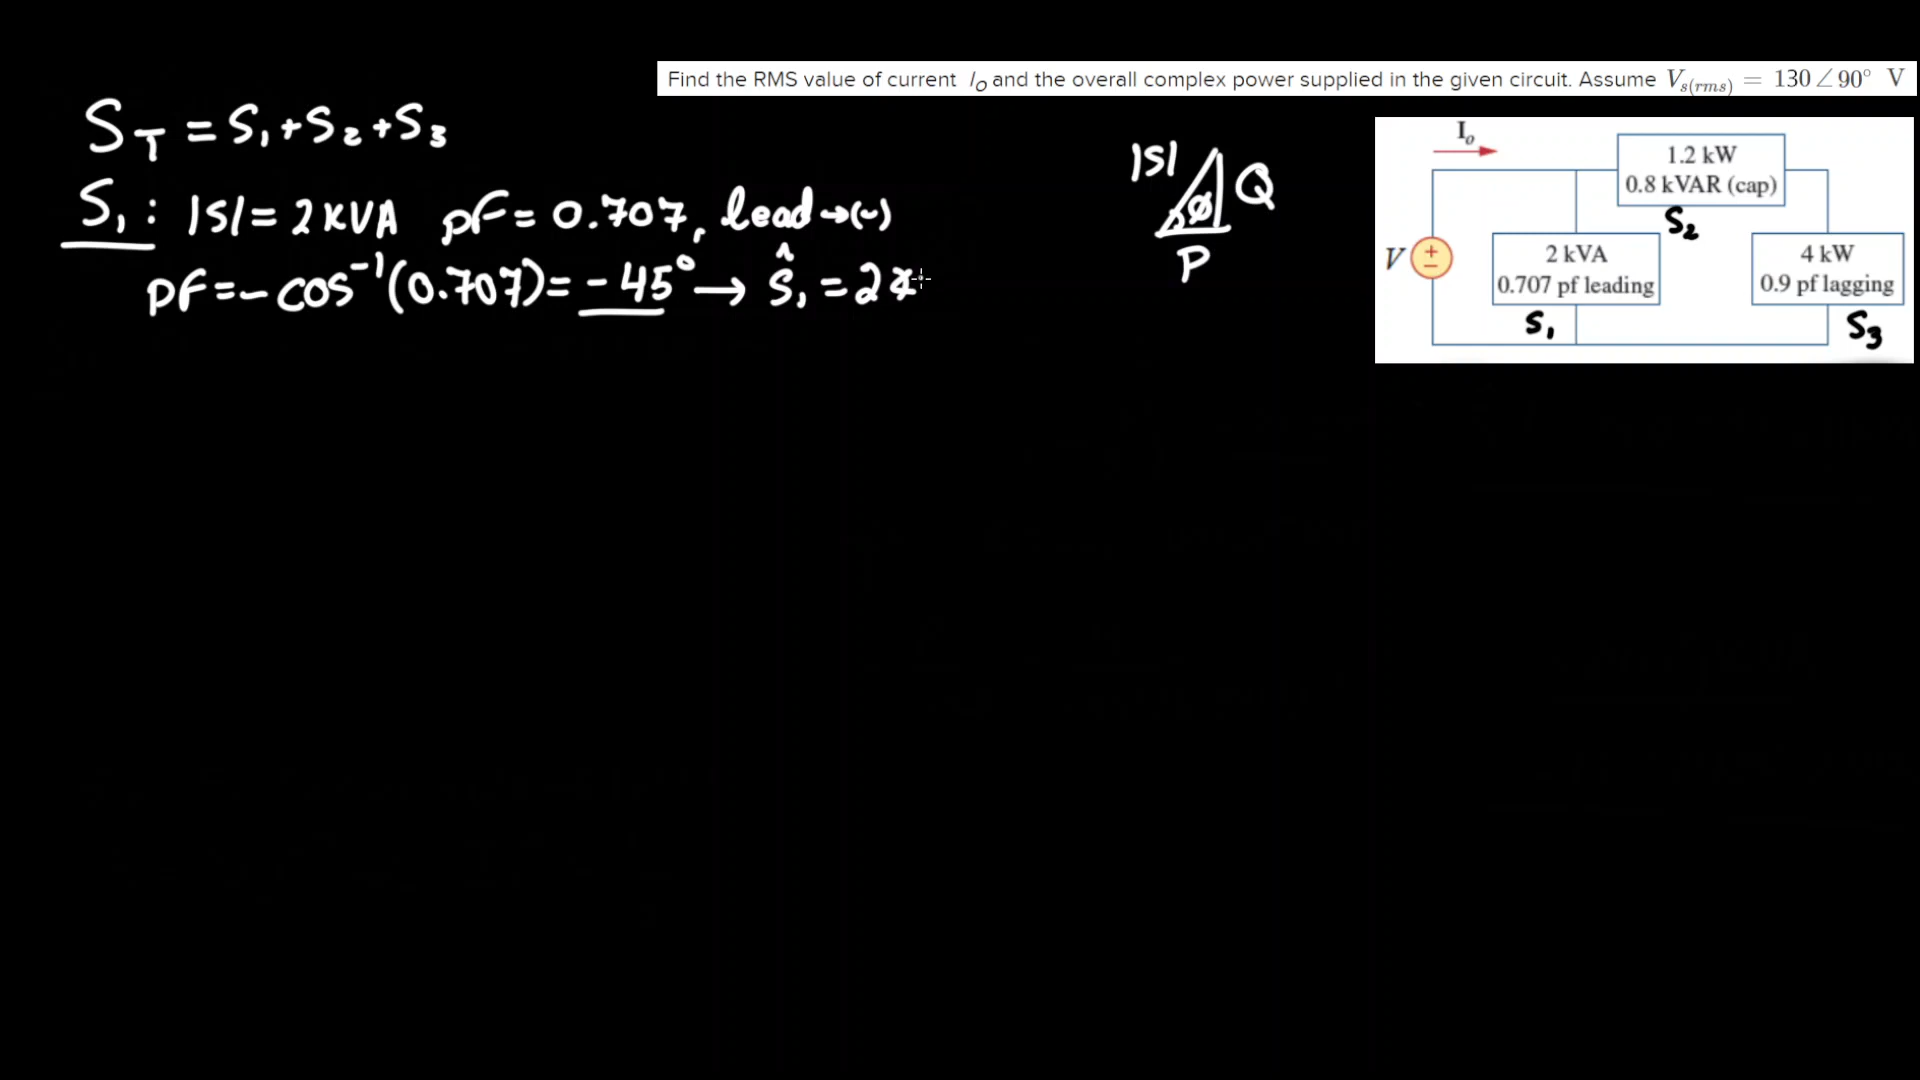 Find the RMS value of current I_O and the overall complex power supplied in the given circuit. Assume V_{s(rms)} = 130∠90° V
S_T = S_1 + S_2 + S_3
S_1 : |S| = 2 kVA pf = 0.707, lead → (-)
pf = - cos^{-1}(0.707) = - 45° → Ŝ_1 = 2∡
|S|
Q
Ø
P
I_o
1.2 kW
0.8 kVAR (cap)
S_2
V
+
−
2 kVA
0.707 pf leading
S_1
4 kW
0.9 pf lagging
S_3